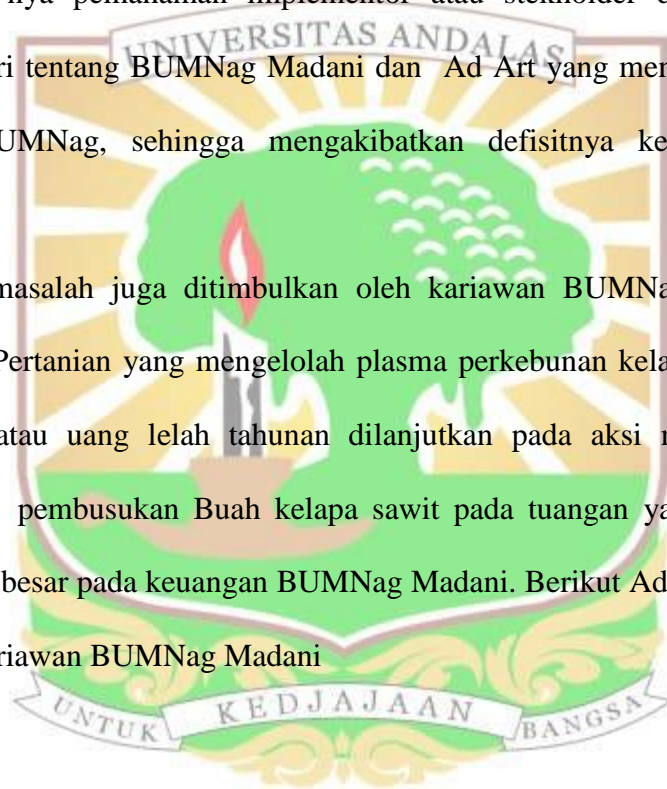 nya pemahaman implementor atau stekholder d
UNIVERSITAS ANDALAS
ri tentang BUMNag Madani dan Ad Art yang men
UMNag, sehingga mengakibatkan defisitnya ke
masalah juga ditimbulkan oleh kariawan BUMNa
Pertanian yang mengelolah plasma perkebunan kela
atau uang lelah tahunan dilanjutkan pada aksi
pembusukan Buah kelapa sawit pada tuangan ya
besar pada keuangan BUMNag Madani. Berikut Ad
riawan BUMNag Madani
UNTUK KEDJAJAAN BANGSA